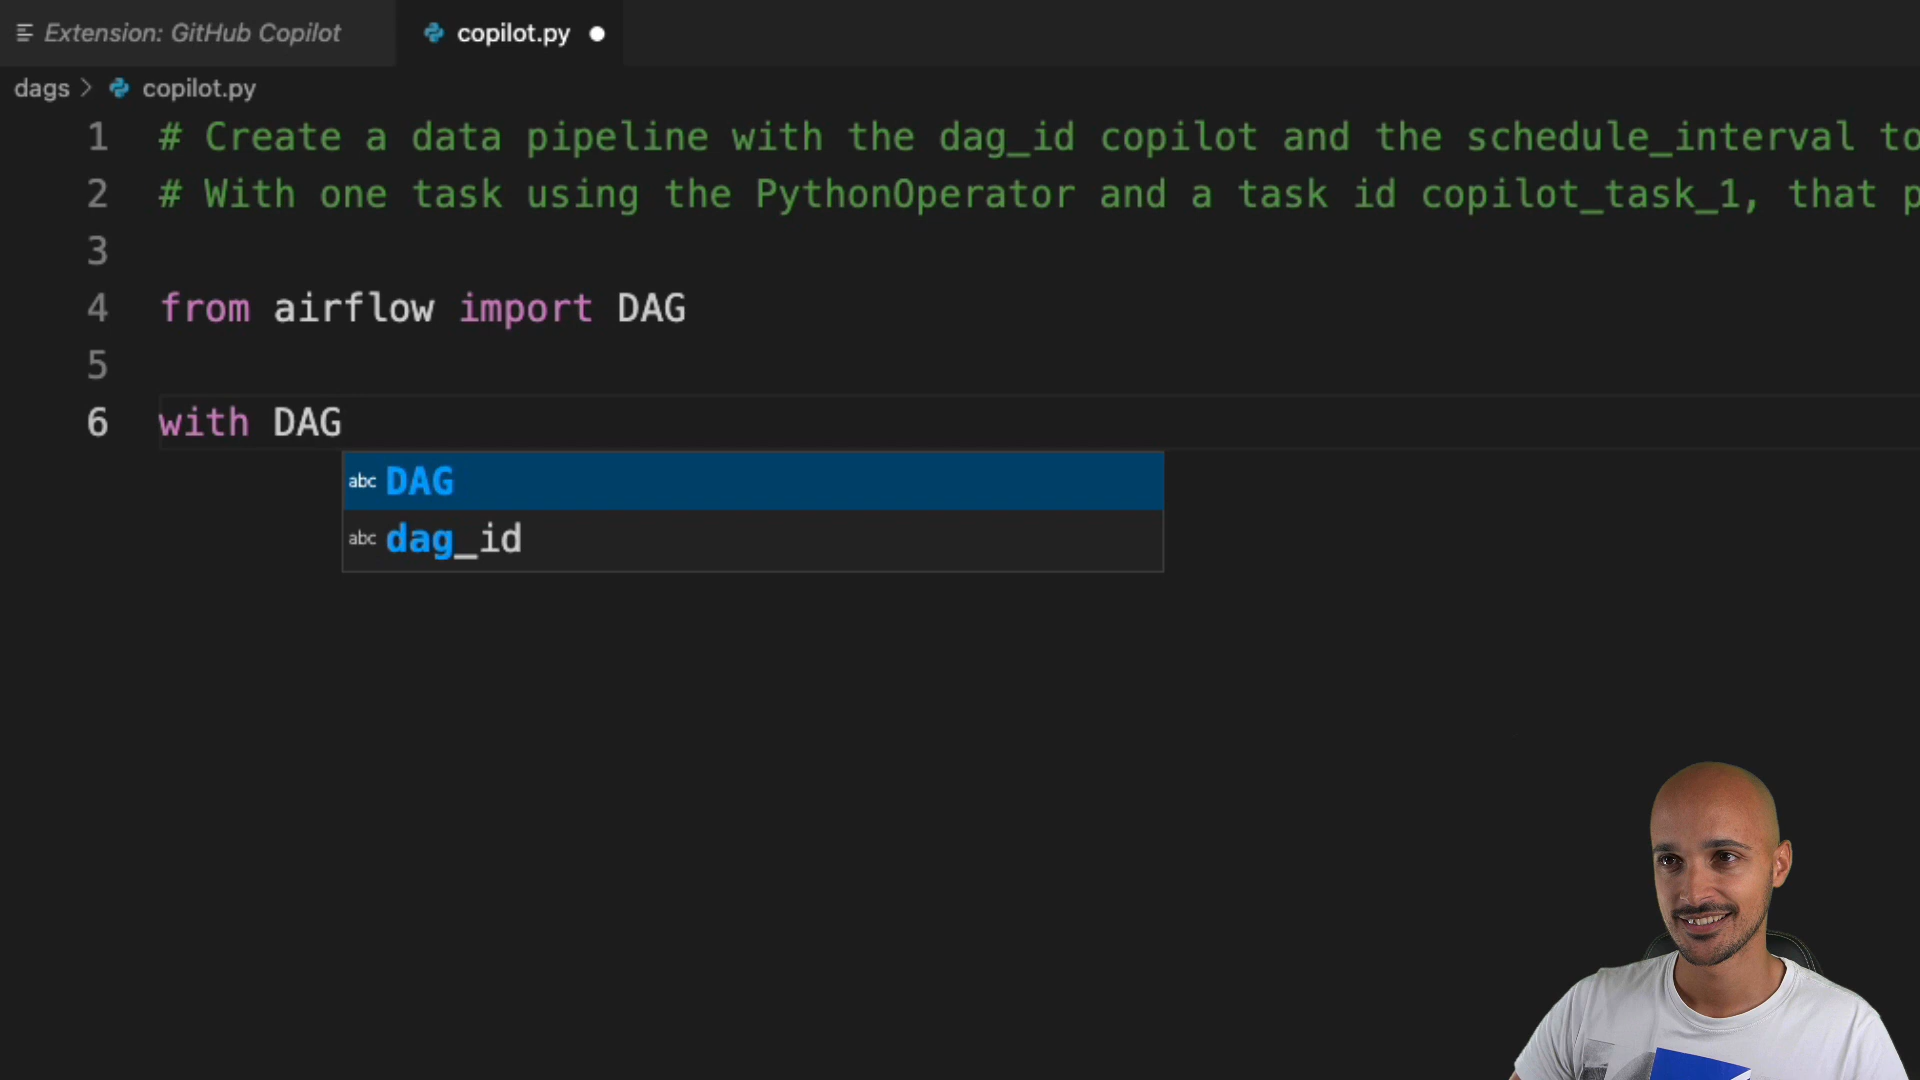 Extension: GitHub Copilot
copilot.py
dags > copilot.py
1 # Create a data pipeline with the dag_id copilot and the schedule_interval to
2 # With one task using the PythonOperator and a task id copilot_task_1, that p
3
4 from airflow import DAG
5
6 with DAG
abc DAG
abc dag_id